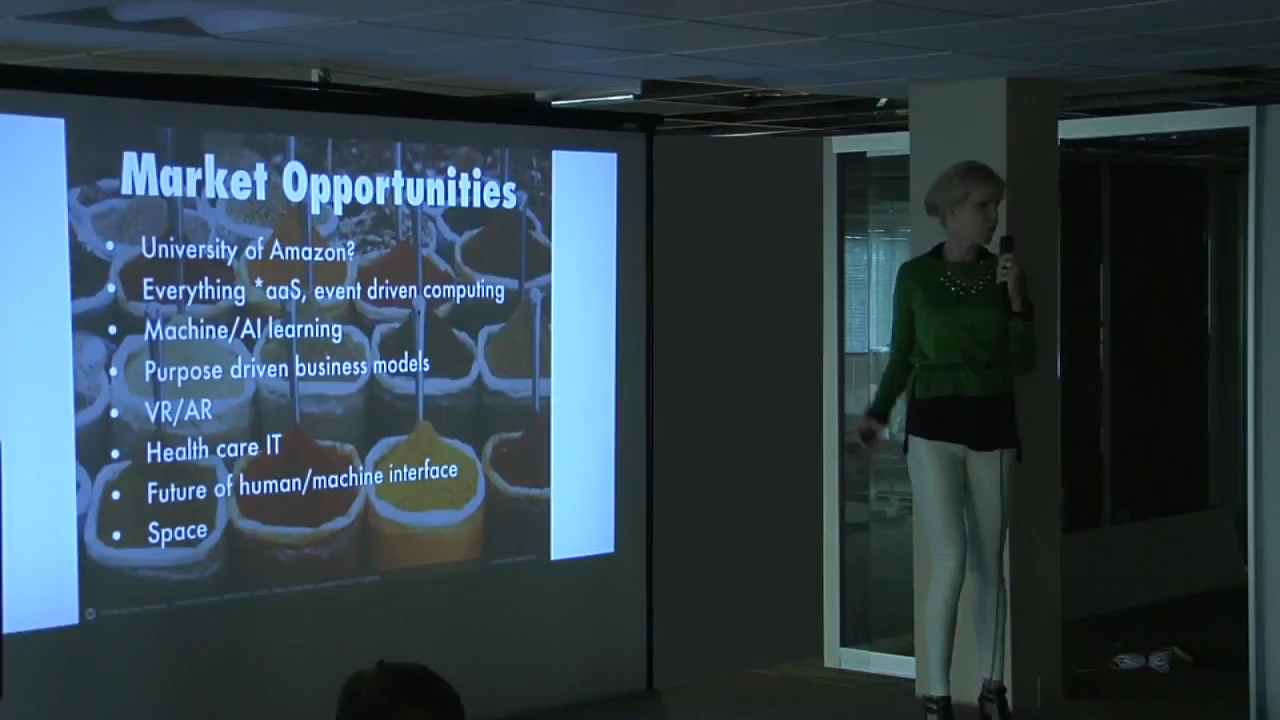 Market Opportunities
• University of Amazon?
• Everything *aaS, event driven computing
• Machine/AI learning
• Purpose driven business models
• VR/AR
• Health care IT
• Future of human/machine interface
• Space